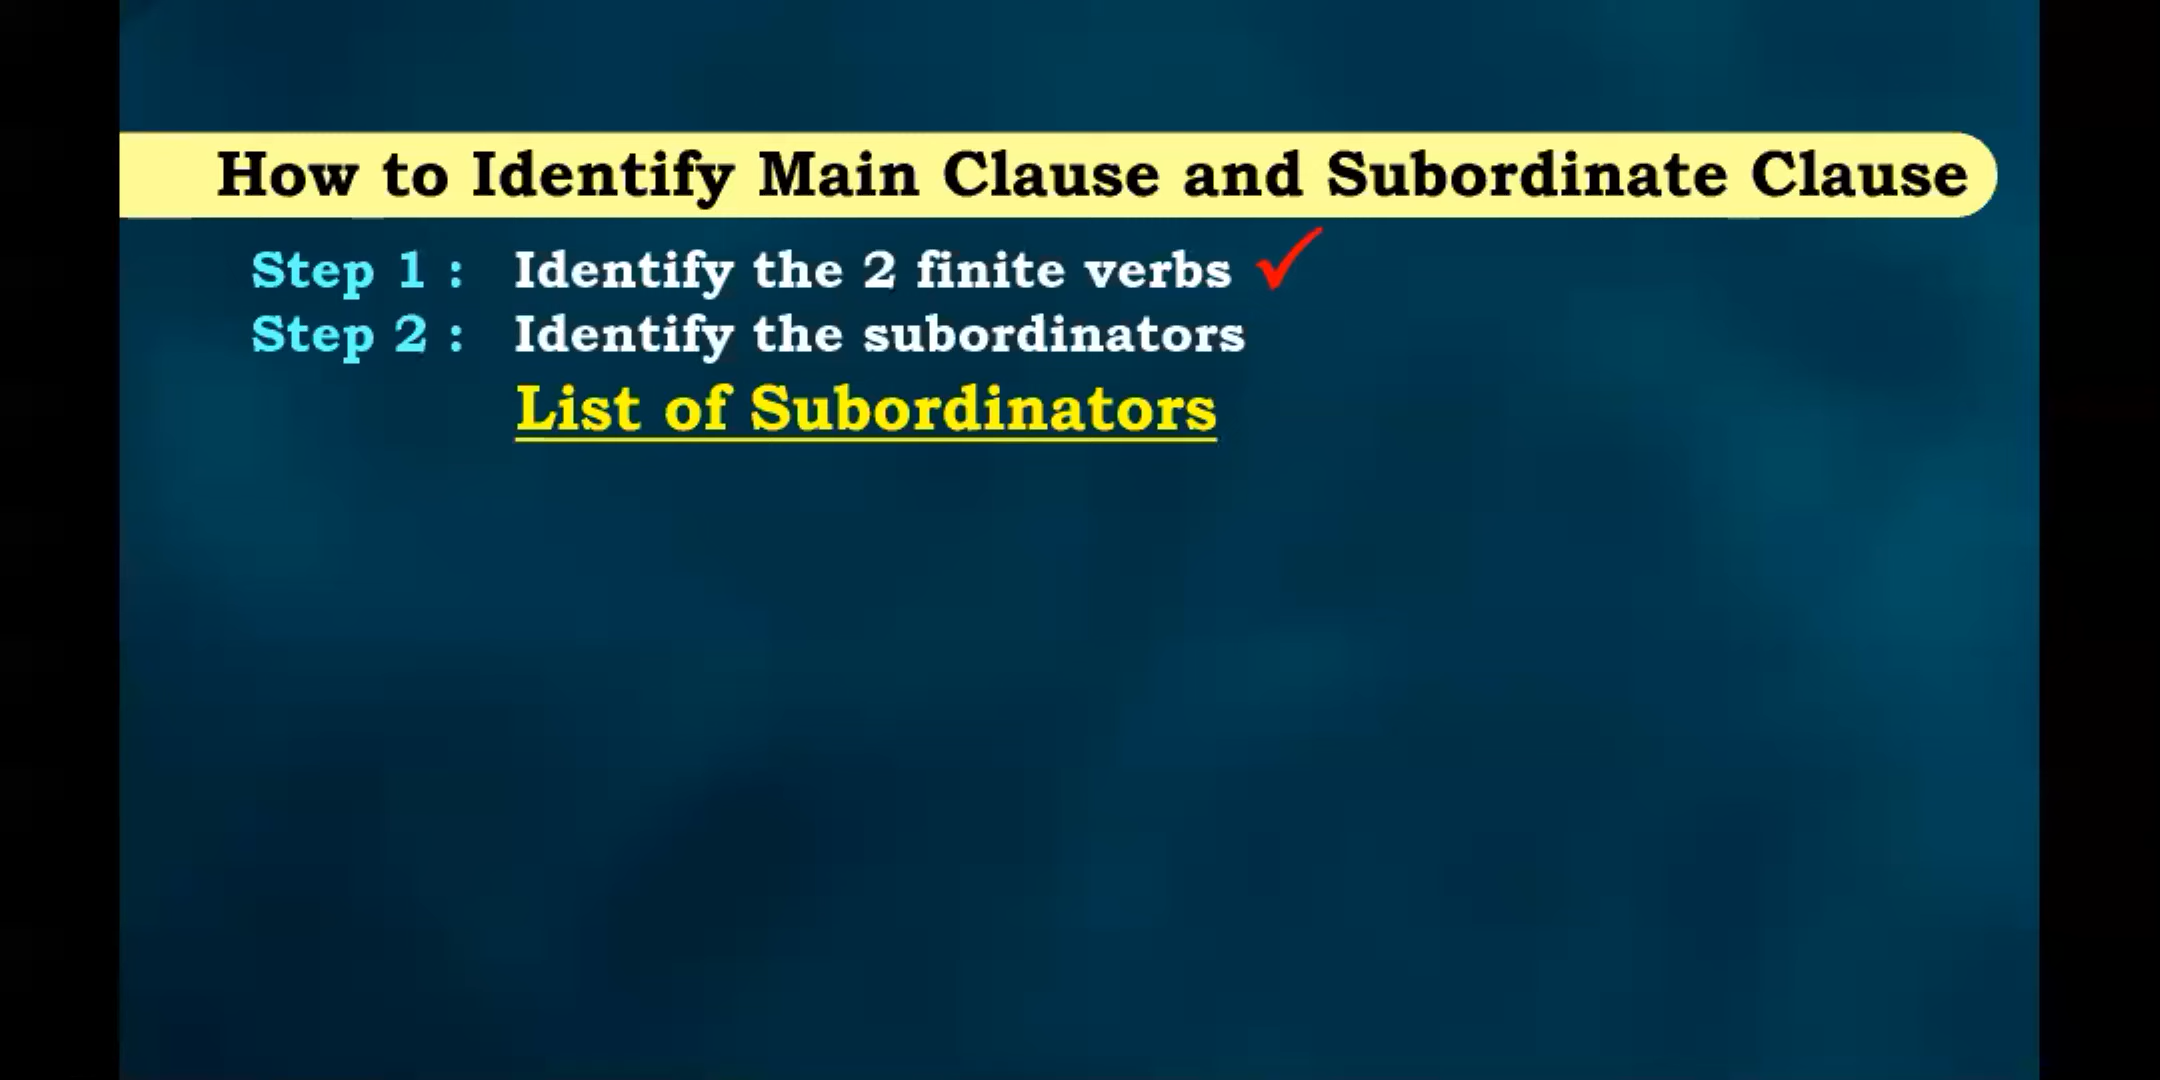 How to Identify Main Clause and Subordinate Clause
Step 1 : Identify the 2 finite verbs ✓
Step 2 : Identify the subordinators
List of Subordinators